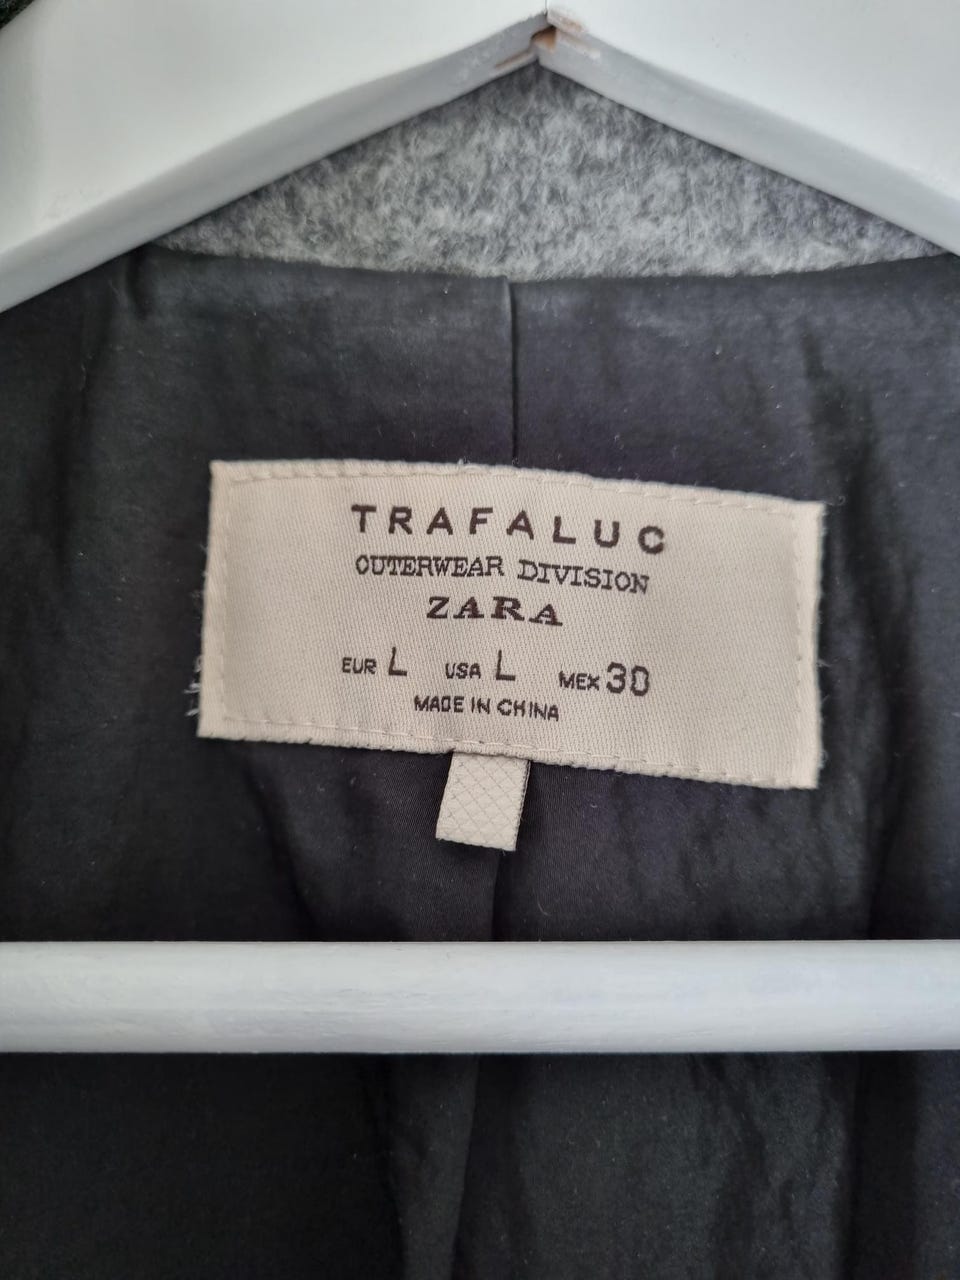 TRAFALUC
OUTERWEAR DIVISION
ZARA
EUR L USA L MEX 30
MADE IN CHINA